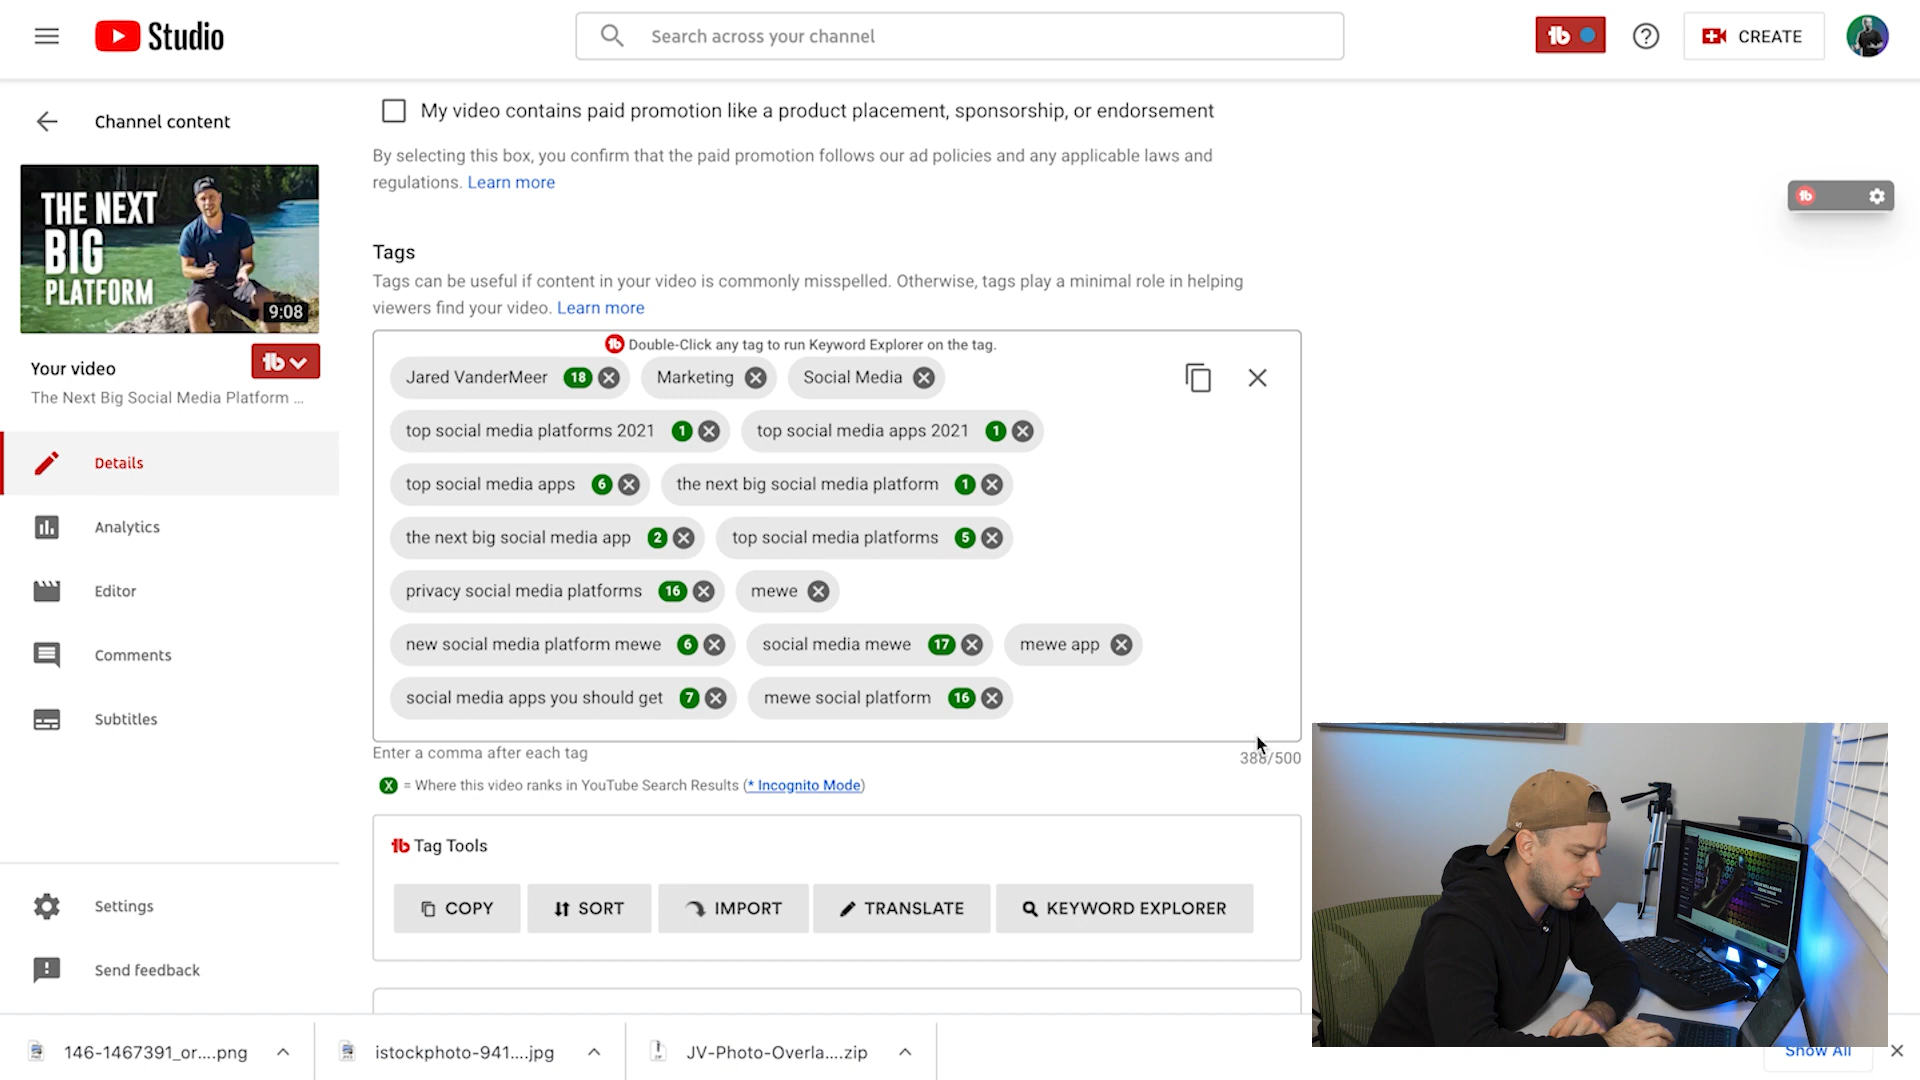 Studio
Search across your channel
CREATE
Channel content
My video contains paid promotion like a product placement, sponsorship, or endorsement
By selecting this box, you confirm that the paid promotion follows our ad policies and any applicable laws and
regulations. Learn more
THE NEXT
BIG
PLATFORM
9:08
Your video
The Next Big Social Media Platform ...
Details
Analytics
Editor
Comments
Subtitles
Settings
Send feedback
Tags
Tags can be useful if content in your video is commonly misspelled. Otherwise, tags play a minimal role in helping
viewers find your video. Learn more
Double-Click any tag to run Keyword Explorer on the tag.
Jared VanderMeer 18 Marketing Social Media
top social media platforms 2021 1 top social media apps 2021 1
top social media apps 6 the next big social media platform 1
the next big social media app 2 top social media platforms 5
privacy social media platforms 16 mewe
new social media platform mewe 6 social media mewe 17 mewe app
social media apps you should get 7 mewe social platform 16
Enter a comma after each tag
388/500
X = Where this video ranks in YouTube Search Results (* Incognito Mode)
tb Tag Tools
COPY SORT IMPORT TRANSLATE KEYWORD EXPLORER
146-1467391_or....png
istockphoto-941....jpg
JV-Photo-Overla....zip
Show All